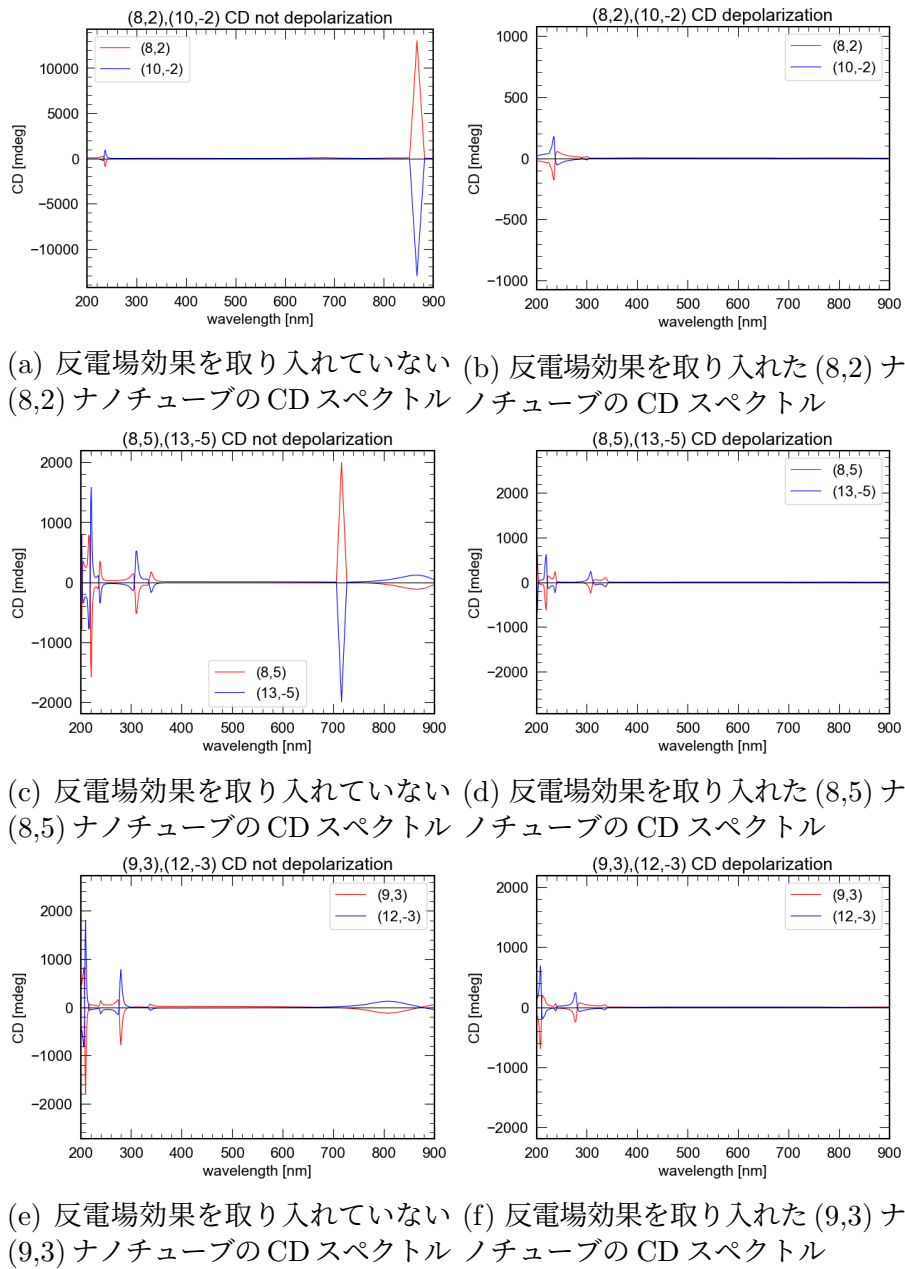 (8,2),(10,-2) CD not depolarization
(8,2)
(10,-2)
10000
5000
0
−5000
−10000
CD [mdeg]
200 300 400 500 600 700 800 900
wavelength [nm]
(8,2),(10,-2) CD depolarization
(8,2)
(10,-2)
1000
500
0
−500
−1000
CD [mdeg]
200 300 400 500 600 700 800 900
wavelength [nm]
(a) 反電場効果を取り入れていない
(8,2) ナノチューブの CD スペクトル
(b) 反電場効果を取り入れた (8,2) ナ
ノチューブの CD スペクトル
(8,5),(13,-5) CD not depolarization
2000
1000
0
−1000
−2000
CD [mdeg]
(8,5)
(13,-5)
200 300 400 500 600 700 800 900
wavelength [nm]
(8,5),(13,-5) CD depolarization
(8,5)
(13,-5)
2000
1000
0
−1000
−2000
CD [mdeg]
200 300 400 500 600 700 800 900
wavelength [nm]
(c) 反電場効果を取り入れていない
(8,5) ナノチューブの CD スペクトル
(d) 反電場効果を取り入れた (8,5) ナ
ノチューブの CD スペクトル
(9,3),(12,-3) CD not depolarization
(9,3)
(12,-3)
2000
1000
0
−1000
−2000
CD [mdeg]
200 300 400 500 600 700 800 900
wavelength [nm]
(9,3),(12,-3) CD depolarization
(9,3)
(12,-3)
2000
1000
0
−1000
−2000
CD [mdeg]
200 300 400 500 600 700 800 900
wavelength [nm]
(e) 反電場効果を取り入れていない
(9,3) ナノチューブの CD スペクトル
(f) 反電場効果を取り入れた (9,3) ナ
ノチューブの CD スペクトル